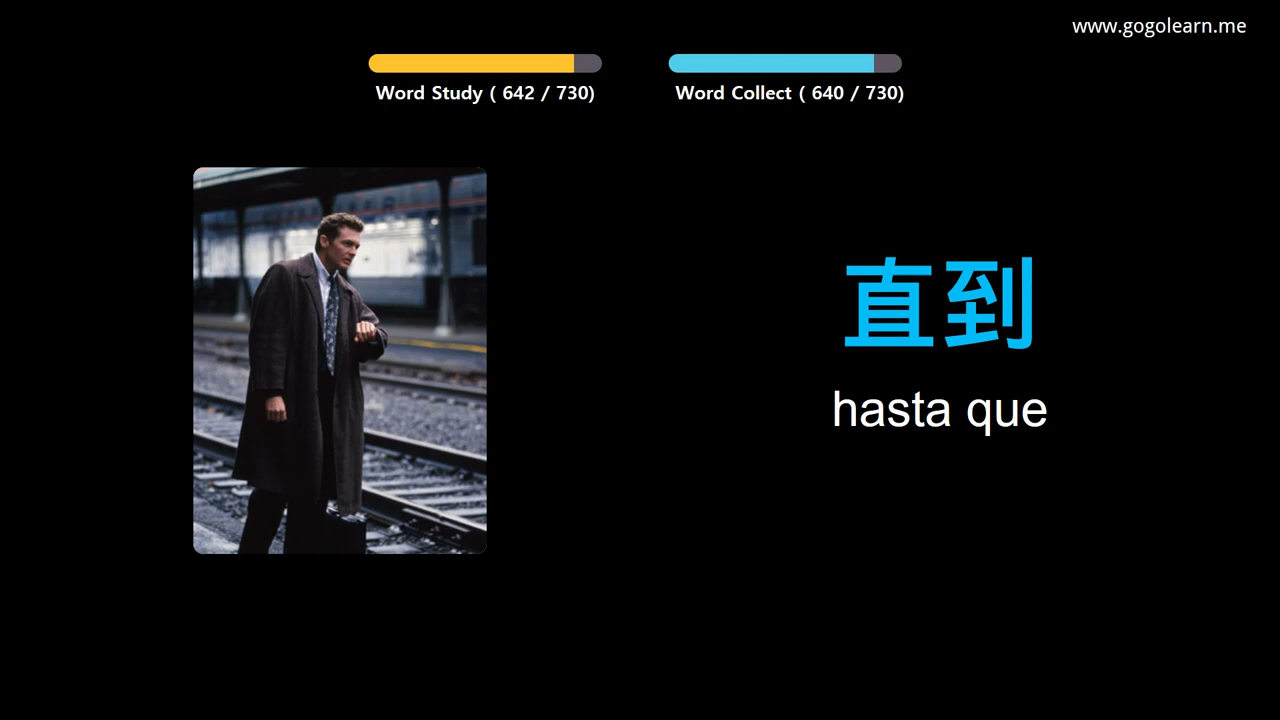 www.gogolearn.me
Word Study ( 642 / 730)
Word Collect ( 640 / 730)
直到
hasta que